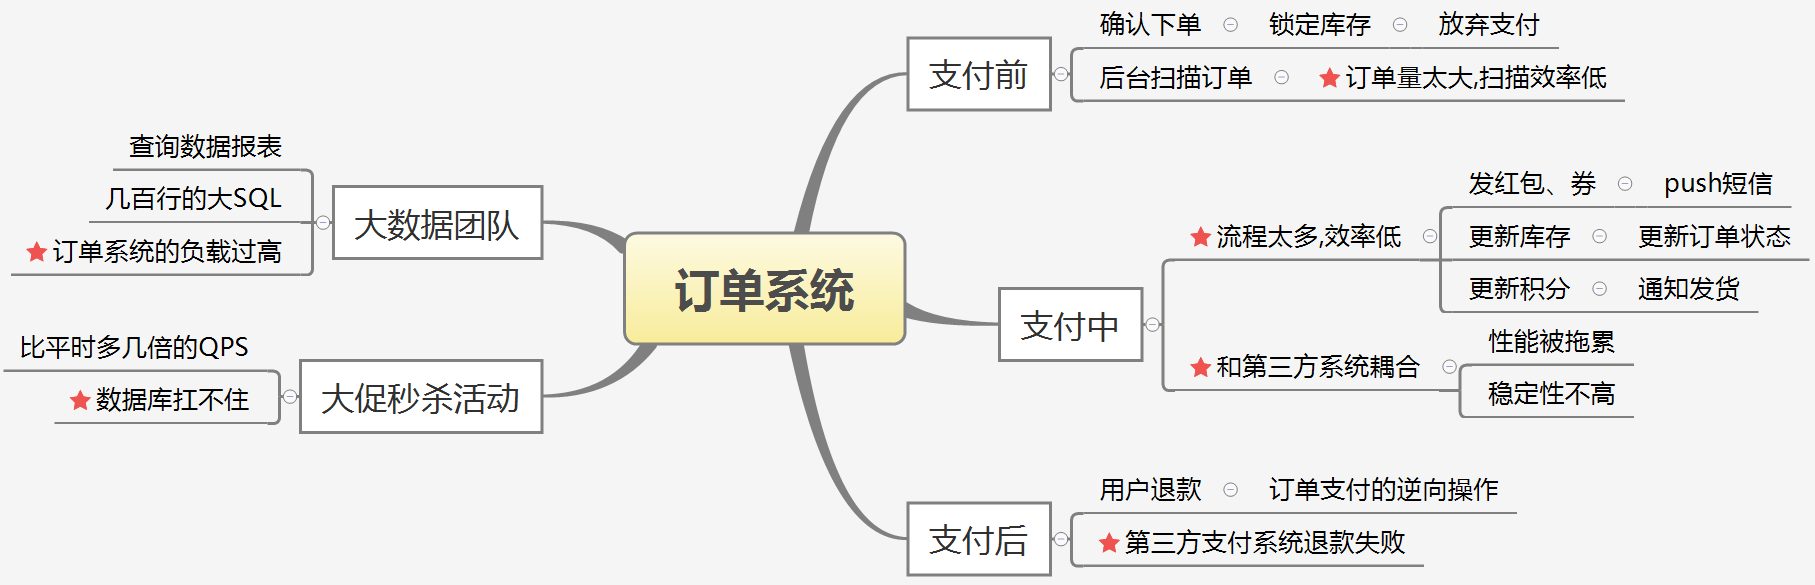 订单系统
支付前
确认下单
锁定库存
放弃支付
后台扫描订单
订单量太大,扫描效率低
支付中
流程太多,效率低
发红包、券
push短信
更新库存
更新订单状态
更新积分
通知发货
和第三方系统耦合
性能被拖累
稳定性不高
支付后
用户退款
订单支付的逆向操作
第三方支付系统退款失败
大数据团队
查询数据报表
几百行的大SQL
订单系统的负载过高
大促秒杀活动
比平时多几倍的QPS
数据库扛不住